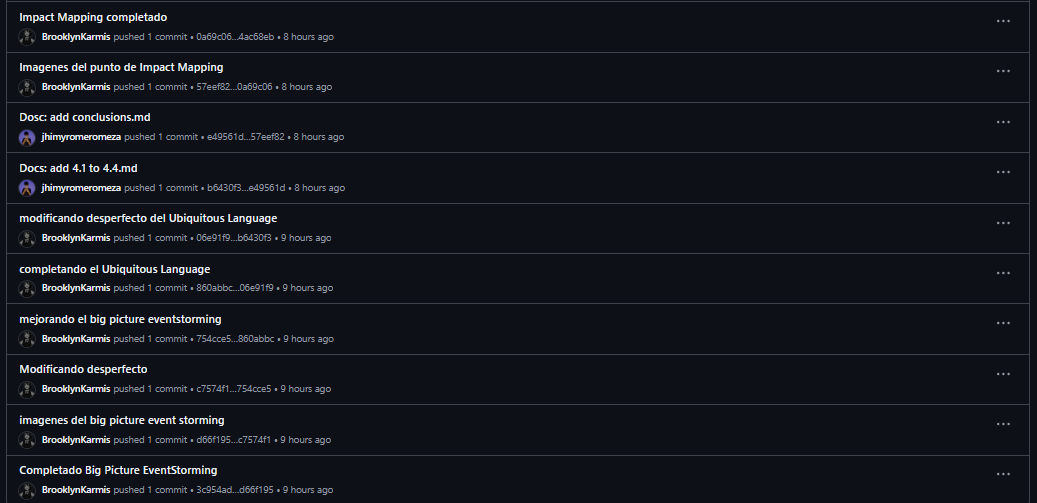 Impact Mapping completado
BrooklynKarmis pushed 1 commit • 0a69c06...4ac68eb • 8 hours ago
Imagenes del punto de Impact Mapping
BrooklynKarmis pushed 1 commit • 57eef82...0a69c06 • 8 hours ago
Dosc: add conclusions.md
jhimyromeromeza pushed 1 commit • e49561d...57eef82 • 8 hours ago
Docs: add 4.1 to 4.4.md
jhimyromeromeza pushed 1 commit • b6430f3...e49561d • 8 hours ago
modificando desperfecto del Ubiquitous Language
BrooklynKarmis pushed 1 commit • 06e91f9...b6430f3 • 9 hours ago
completando el Ubiquitous Language
BrooklynKarmis pushed 1 commit • 860abbc...06e91f9 • 9 hours ago
mejorando el big picture eventstorming
BrooklynKarmis pushed 1 commit • 754cce5...860abbc • 9 hours ago
Modificando desperfecto
BrooklynKarmis pushed 1 commit • c7574f1...754cce5 • 9 hours ago
imagenes del big picture event storming
BrooklynKarmis pushed 1 commit • d66f195...c7574f1 • 9 hours ago
Completado Big Picture EventStorming
BrooklynKarmis pushed 1 commit • 3c954ad...d66f195 • 9 hours ago